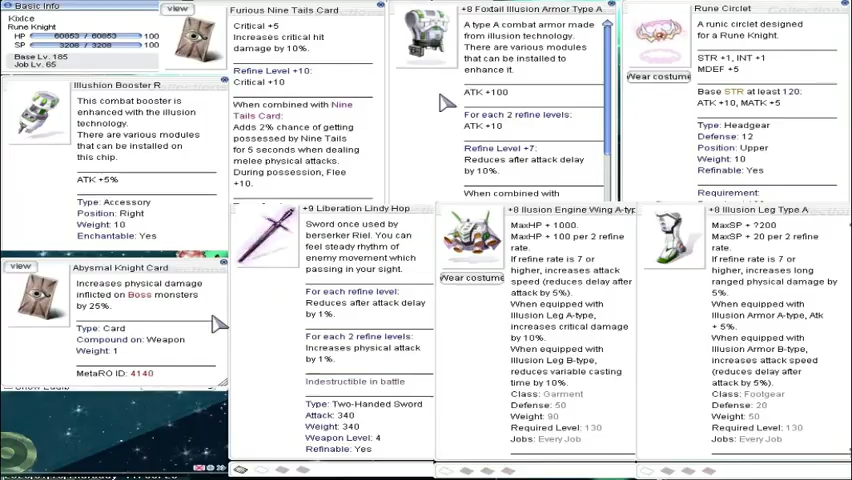 Basic Info
Rune Knight
HP 60853 / 60853 100
SP 3208 / 3208 100
Base Lv. 185
Job Lv. 65
view
Furious Nine Tails Card
Critical +5
Increases critical hit
damage by 10%.
Refine Level +10:
Critical +10
When combined with Nine
Tails Card:
Adds 2% chance of getting
possessed by Nine Tails
for 5 seconds when dealing
melee physical attacks.
During possession, Flee
+10.
+8 Foxtail Illusion Armor Type A
A type A combat armor made
from illusion technology.
There are various modules
that can be installed to
enhance it.
ATK +100
For each 2 refine levels:
ATK +10
Refine Level +7:
Reduces after attack delay
by 10%.
When combined with
Rune Circlet
A runic circlet designed
for a Rune Knight.
STR +1, INT +1
MDEF +5
Base STR at least 120:
ATK +10, MATK +5
Type: Headgear
Defense: 12
Position: Upper
Weight: 10
Refinable: Yes
Requirement:
Wear costume
Illushion Booster R
This combat booster is
enhanced with the illusion
technology.
There are various modules
that can be installed on
this chip.
ATK +5%
Type: Accessory
Position: Right
Weight: 10
Enchantable: Yes
view
Abysmal Knight Card
Increases physical damage
inflicted on Boss monsters
by 25%.
Type: Card
Compound on: Weapon
Weight: 1
MetaRO ID: 4140
+9 Liberation Lindy Hop
Sword once used by
berserker Riel. You can
feel steady rhythm of
enemy movement which
passing in your sight.
For each refine level:
Reduces after attack delay
by 1%.
For each 2 refine levels:
Increases physical attack
by 1%.
Indestructible in battle
Type: Two-Handed Sword
Attack: 340
Weight: 340
Weapon Level: 4
Refinable: Yes
+8 Illusion Engine Wing A-typ
MaxHP + 1000.
MaxHP + 100 per 2 refine
rate.
If refine rate is 7 or
higher, increases attack
speed (reduces delay after
attack by 5%).
When equipped with
Illusion Leg A-type,
increases critical damage
by 10%.
When equipped with
Illusion Leg B-type,
reduces variable casting
time by 10%.
Class: Garment
Defense: 50
Weight: 90
Required Level: 130
Jobs: Every Job
Wear costume
+8 Illusion Leg Type A
MaxSP + ?200
MaxSP + 20 per 2 refine
rate.
If refine rate is 7 or
higher, increases long
ranged physical damage by
5%.
When equipped with
Illusion Armor A-type, Atk
+ 5%.
When equipped with
Illusion Armor B-type,
increases attack speed
(reduces delay after
attack by 5%).
Class: Footgear
Defense: 20
Weight: 50
Required Level: 130
Jobs: Every Job